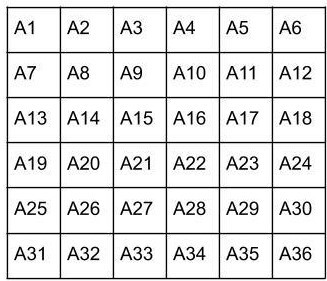 A1 A2 A3 A4 A5 A6
A7 A8 A9 A10 A11 A12
A13 A14 A15 A16 A17 A18
A19 A20 A21 A22 A23 A24
A25 A26 A27 A28 A29 A30
A31 A32 A33 A34 A35 A36